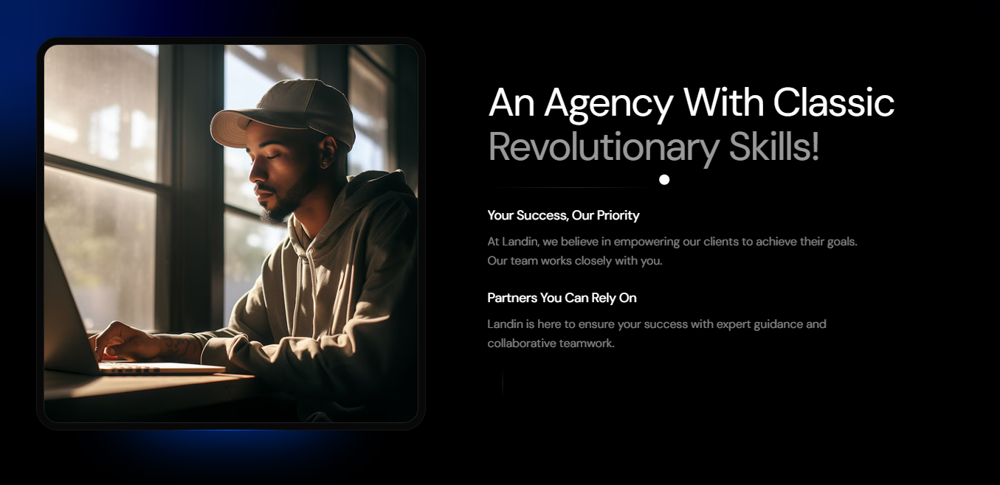 An Agency With Classic
Revolutionary Skills!
Your Success, Our Priority
At Landin, we believe in empowering our clients to achieve their goals.
Our team works closely with you.
Partners You Can Rely On
Landin is here to ensure your success with expert guidance and
collaborative teamwork.